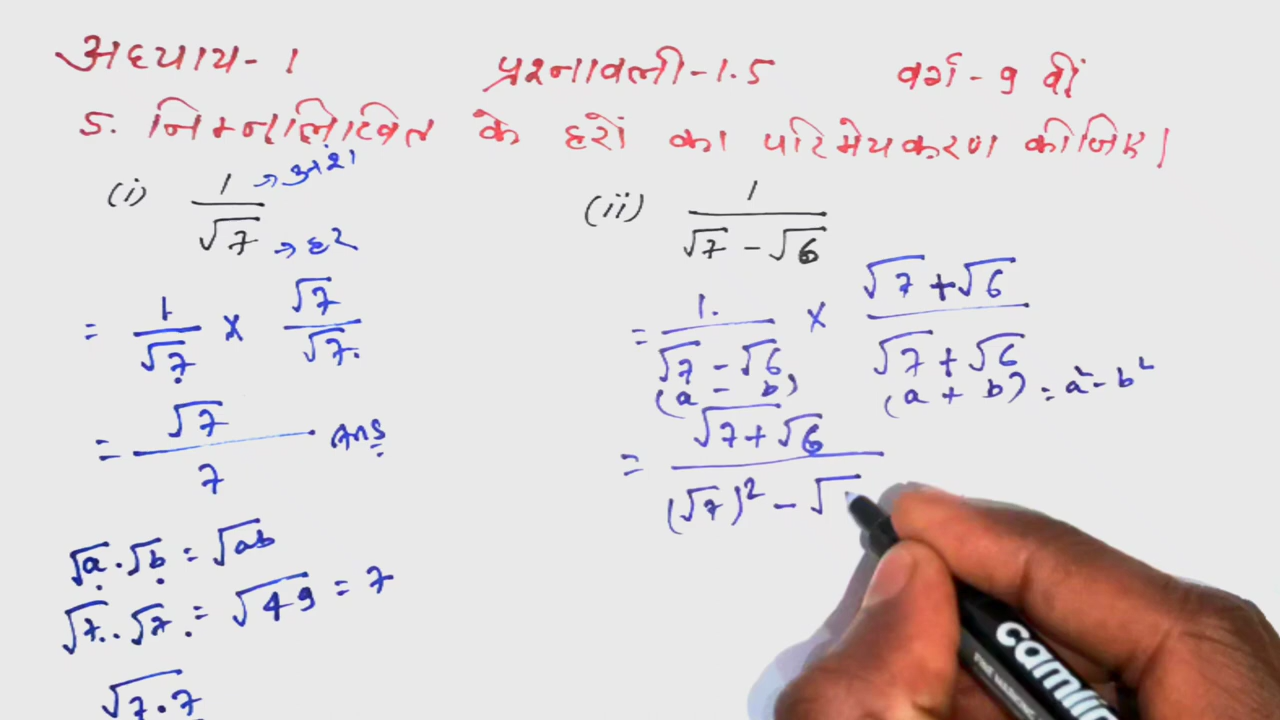 अध्याय-1 प्रश्नावली-1.5 वर्ग-9 वीं
5. निम्नलिखित के हरों का परिमेयकरण कीजिए।
(i) 1/√7 →अंश →हर
= 1/√7 × √7/√7
= √7/7 Ans
√a.√b = √ab
√7.√7 = √49 = 7
√7.7
(ii) 1/(√7 - √6)
= 1/(√7 - √6) × (√7+√6)/(√7+√6)
(a - b) (a + b) = a²-b²
= (√7+√6)/((√7)² - √
camlin